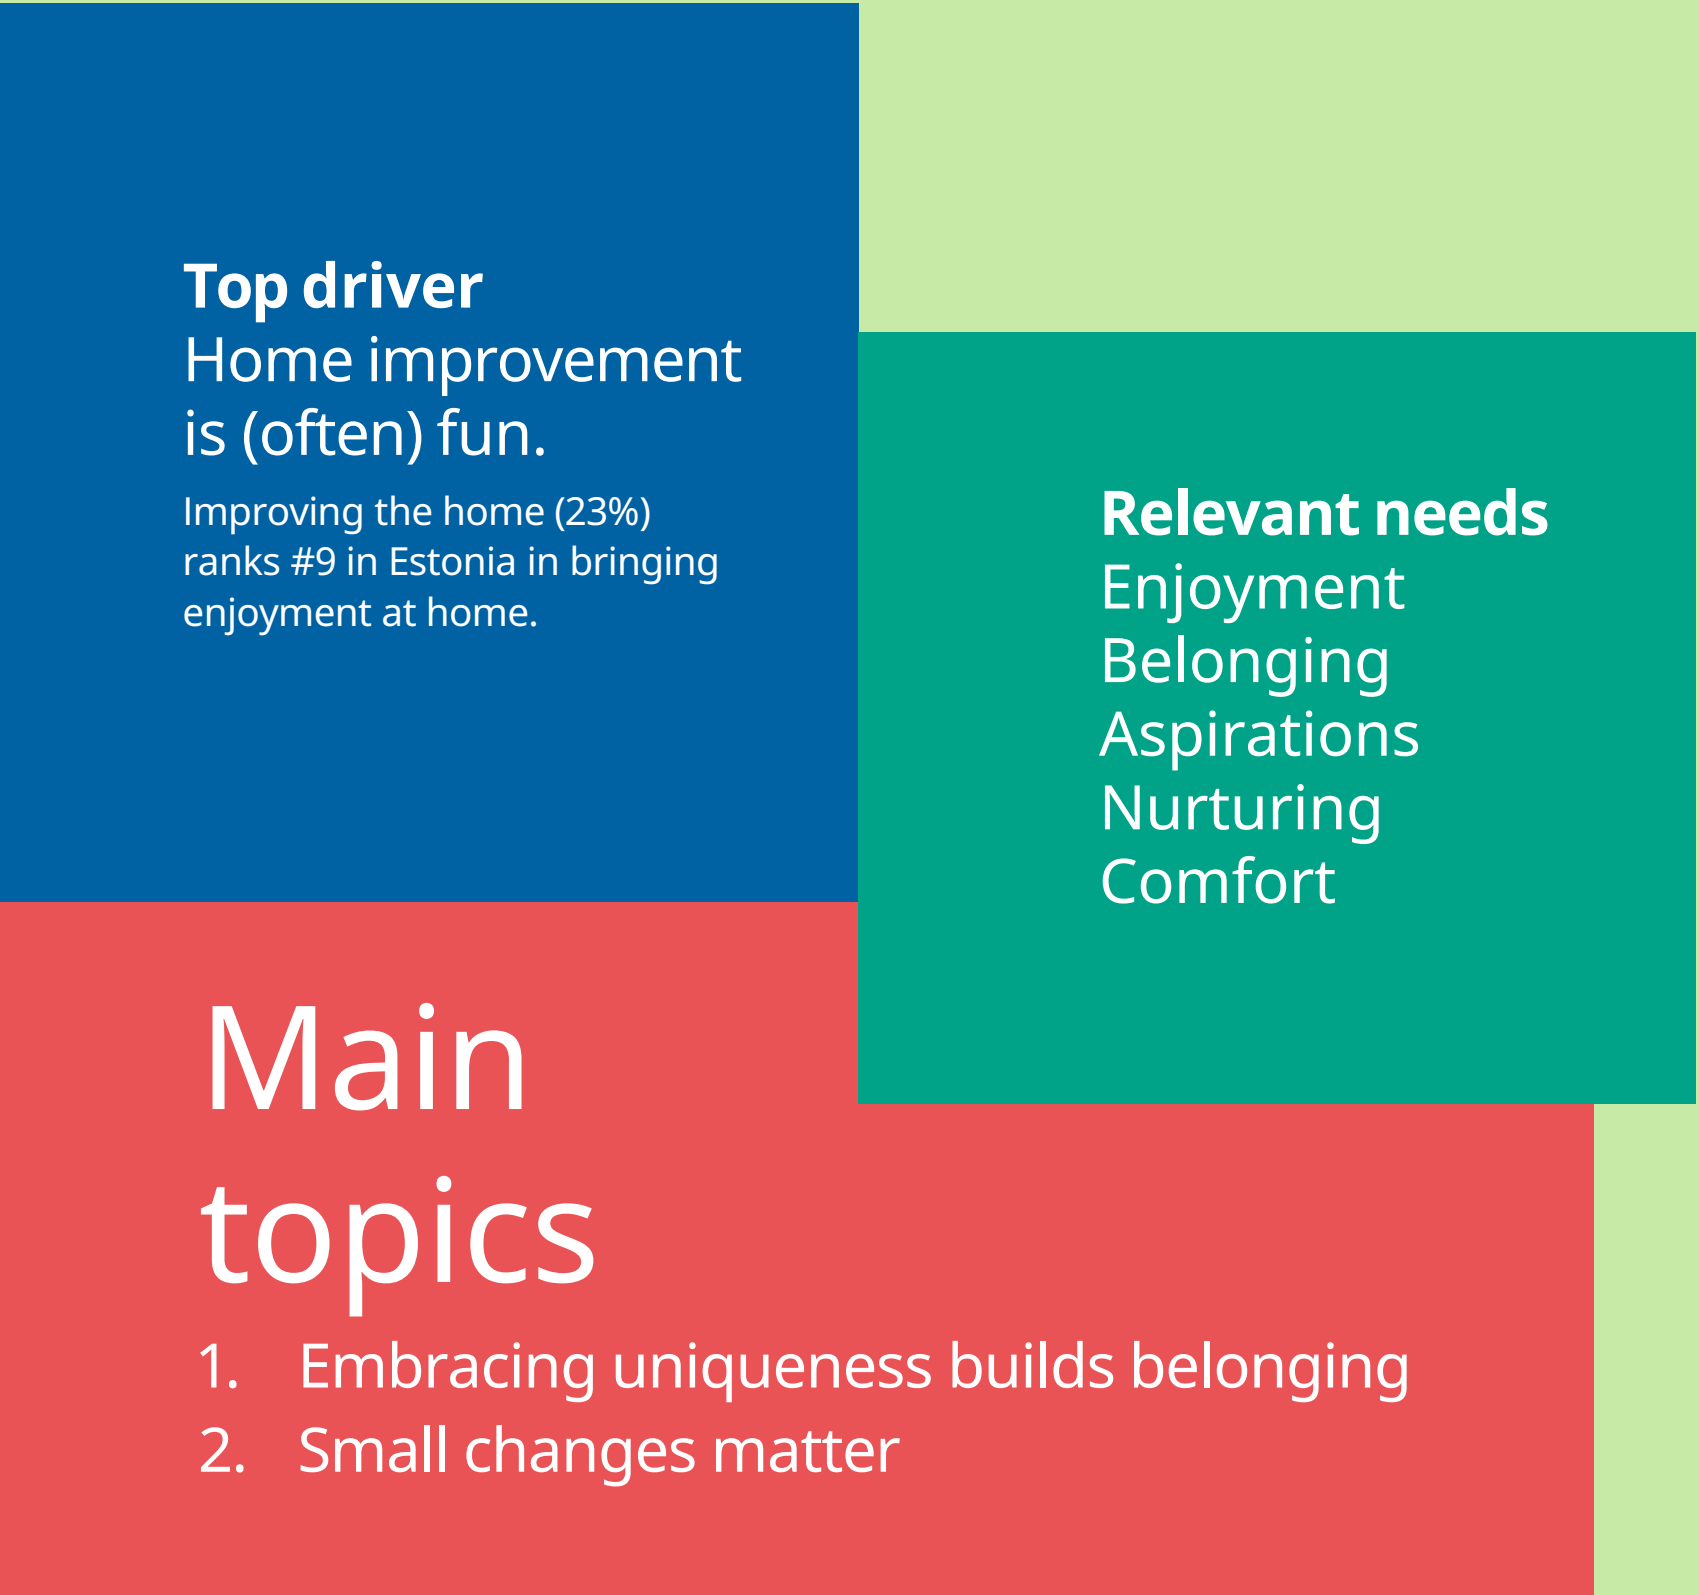 Top driver
Home improvement
is (often) fun.
Improving the home (23%)
ranks #9 in Estonia in bringing
enjoyment at home.
Relevant needs
Enjoyment
Belonging
Aspirations
Nurturing
Comfort
Main
topics
1. Embracing uniqueness builds belonging
2. Small changes matter